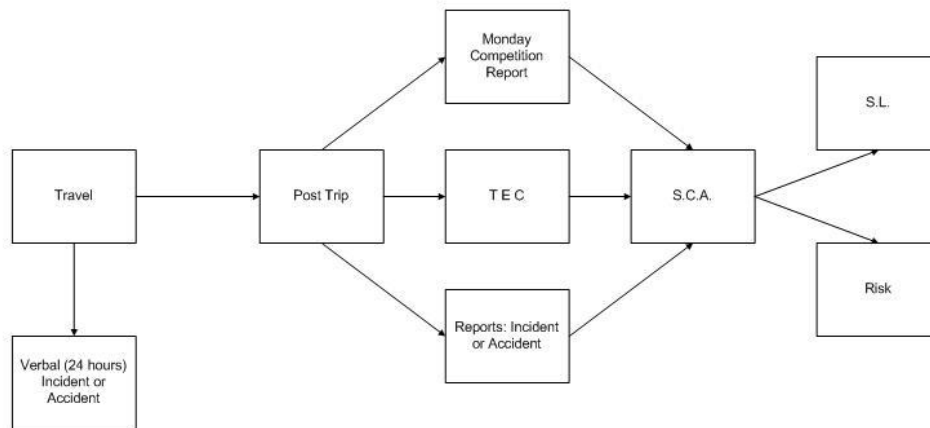 Monday
Competition
Report
S.L.
Travel
Post Trip
T E C
S.C.A.
Risk
Reports: Incident
or Accident
Verbal (24 hours)
Incident or
Accident